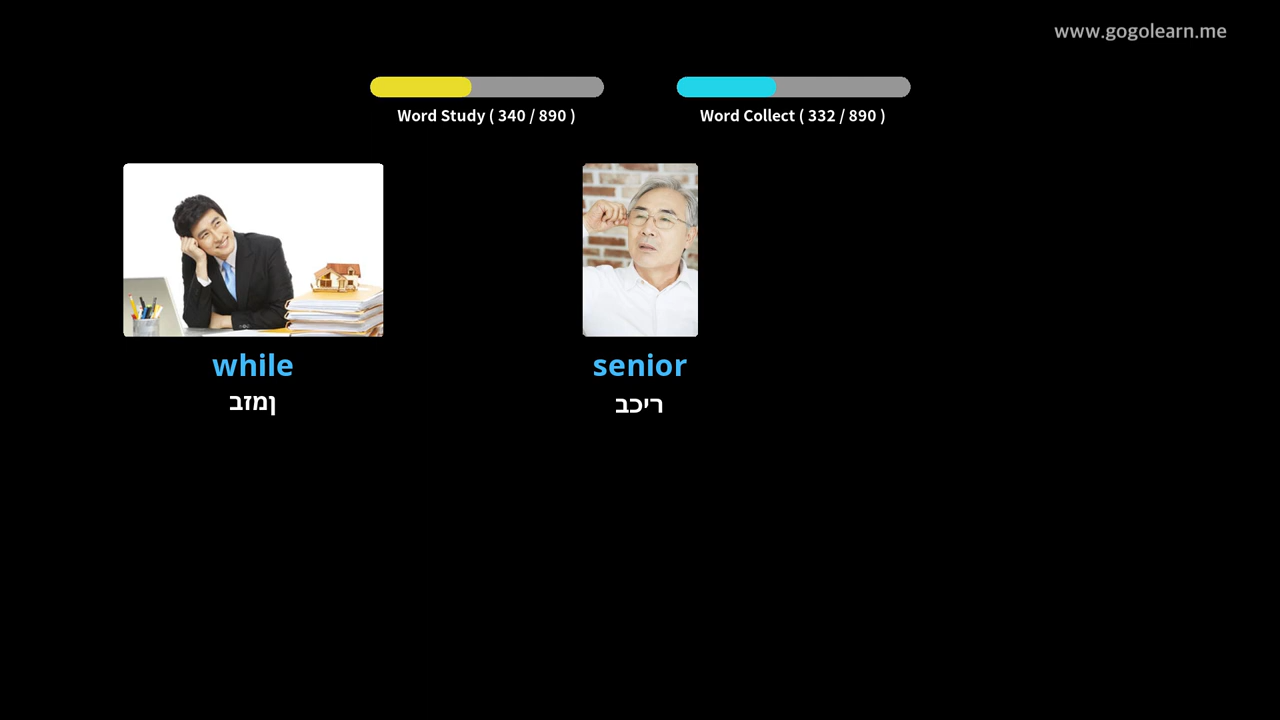 www.gogolearn.me
Word Study ( 340 / 890 )
Word Collect ( 332 / 890 )
while
בזמן
senior
בכיר